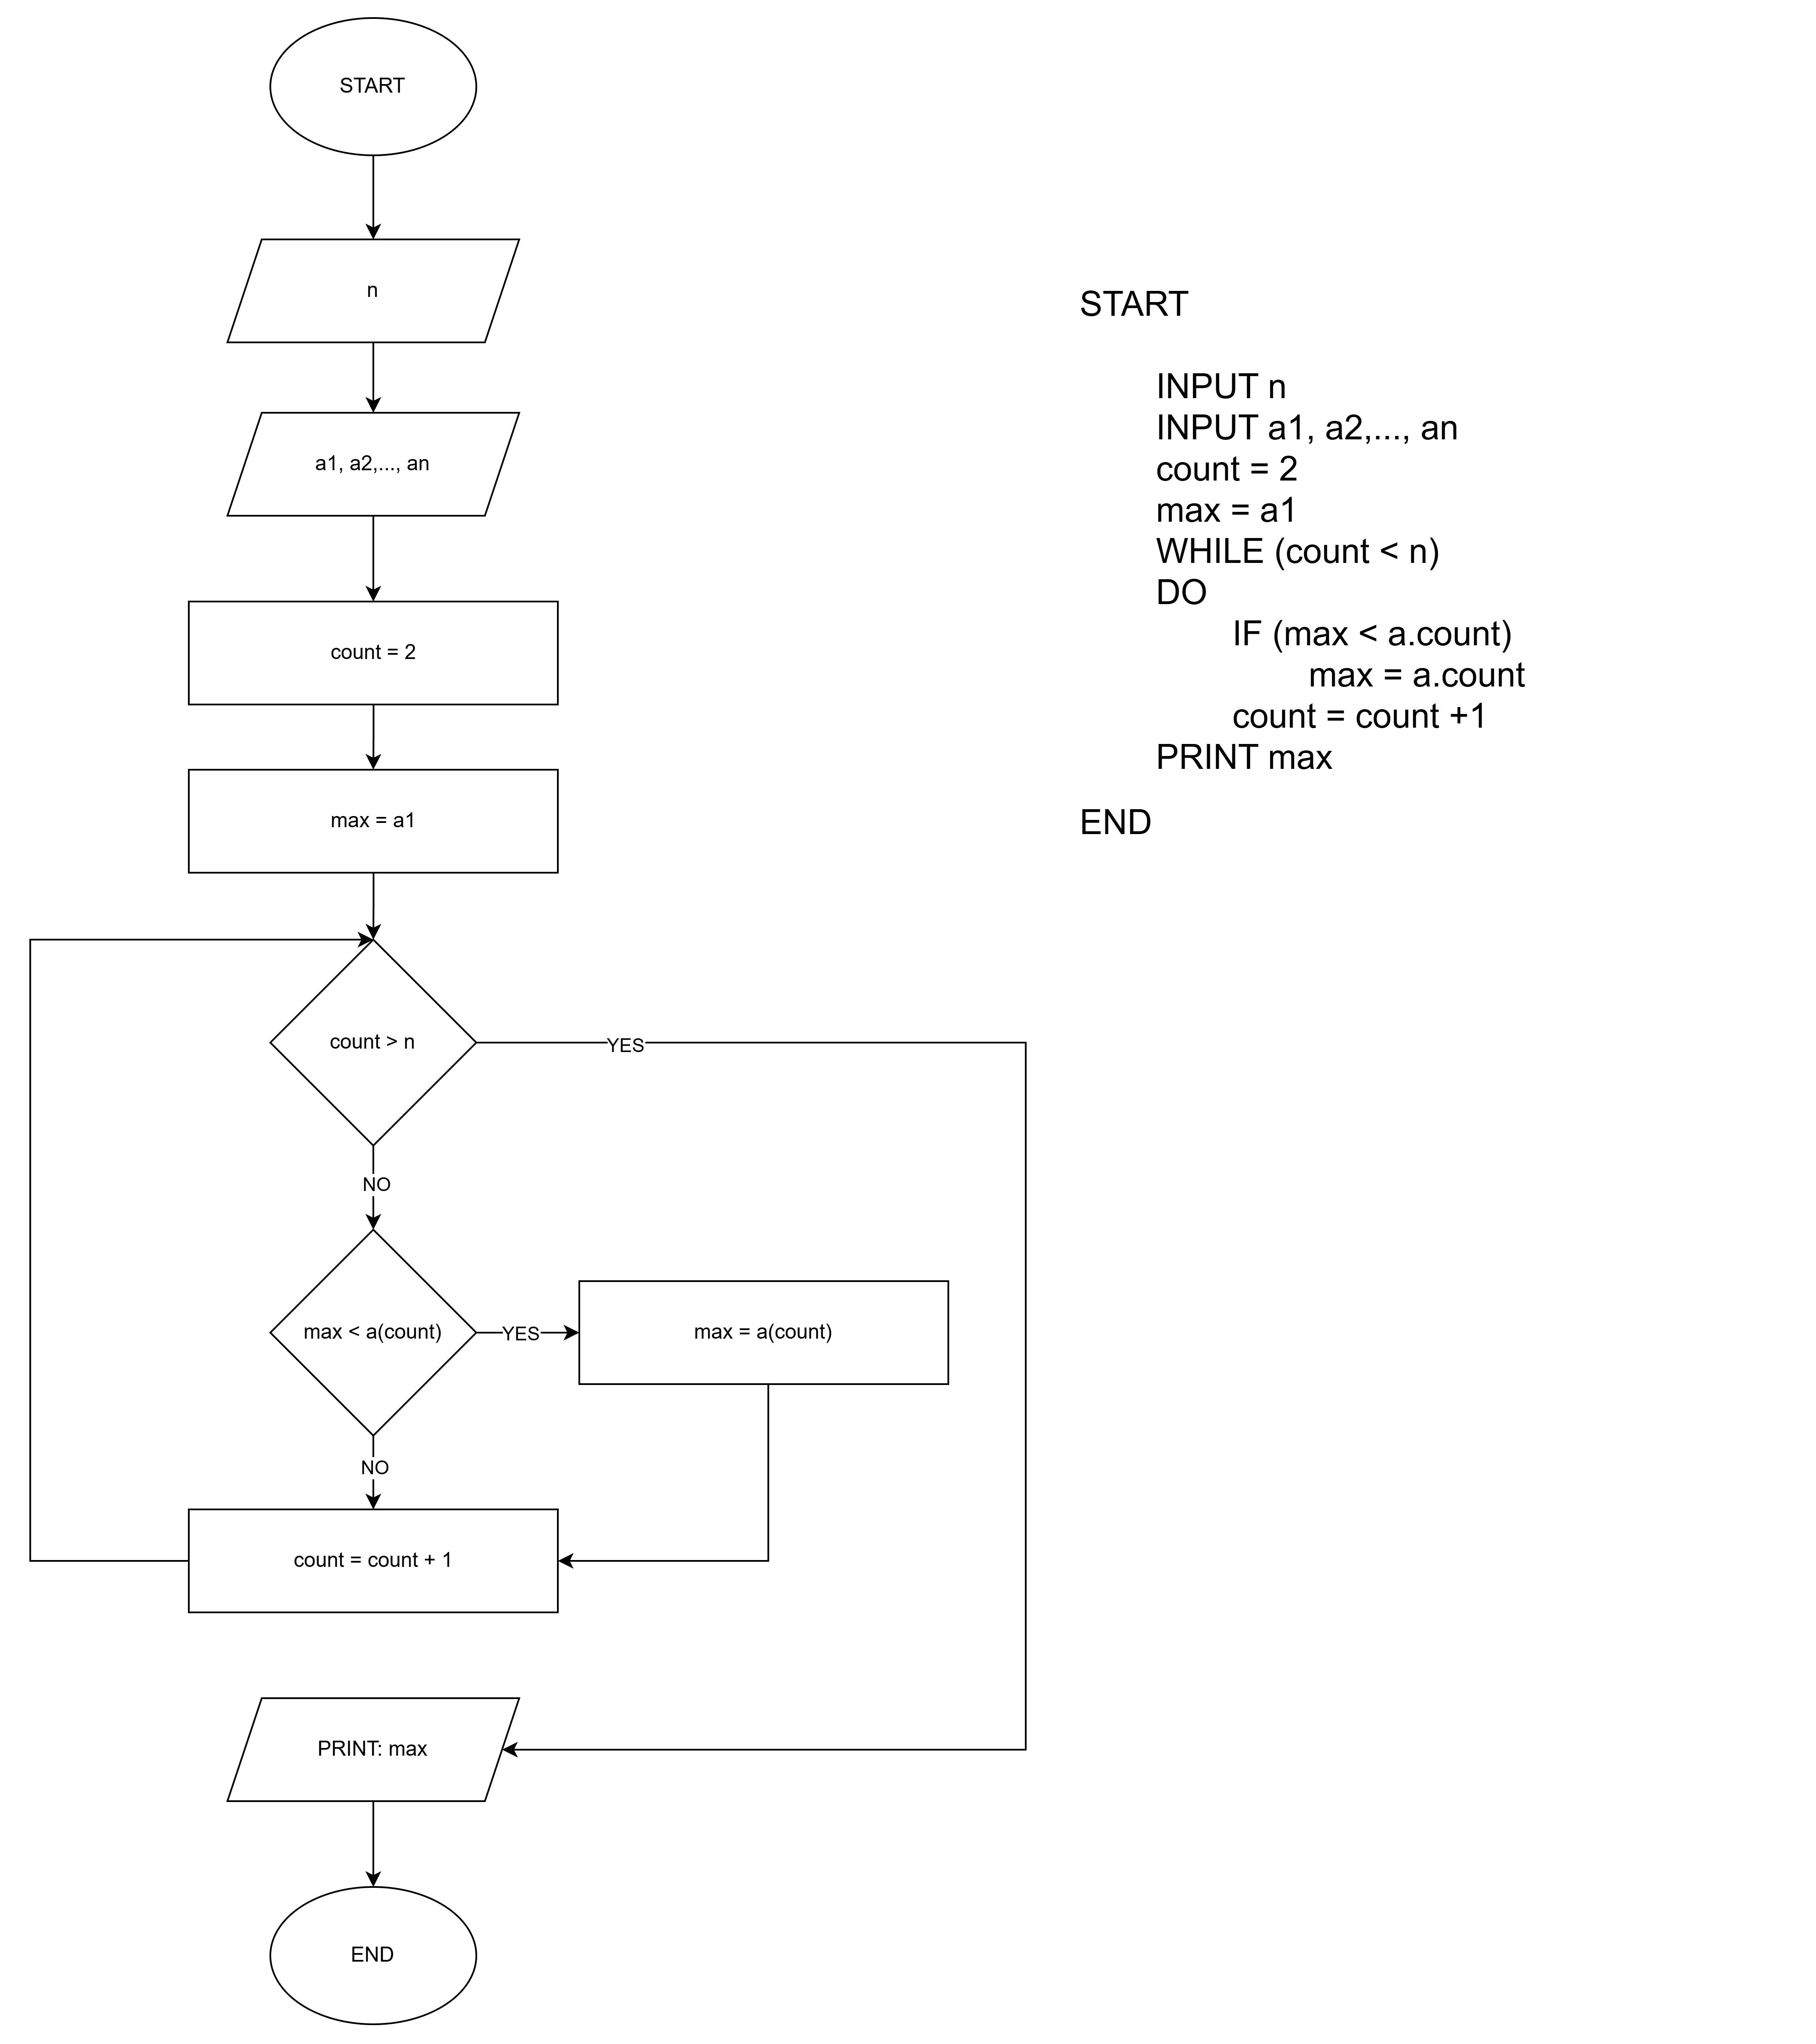 START
n
a1, a2,..., an
count = 2
max = a1
count > n
YES
NO
max < a(count)
YES
max = a(count)
NO
count = count + 1
PRINT: max
END
START
INPUT n
INPUT a1, a2,..., an
count = 2
max = a1
WHILE (count < n)
DO
IF (max < a.count)
max = a.count
count = count +1
PRINT max
END